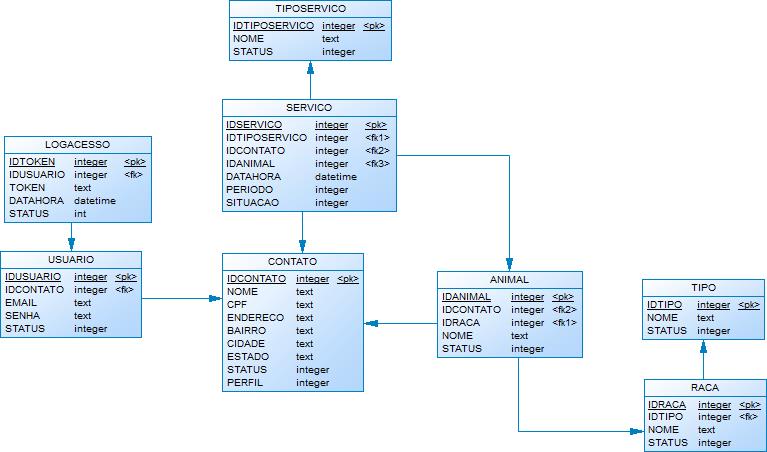 TIPOSERVICO
IDTIPOSERVICO integer <pk>
NOME text
STATUS integer
SERVICO
IDSERVICO integer <pk>
IDTIPOSERVICO integer <fk1>
IDCONTATO integer <fk2>
IDANIMAL integer <fk3>
DATAHORA datetime
PERIODO integer
SITUACAO integer
LOGACESSO
IDTOKEN integer <pk>
IDUSUARIO integer <fk>
TOKEN text
DATAHORA datetime
STATUS int
USUARIO
IDUSUARIO integer <pk>
IDCONTATO integer <fk>
EMAIL text
SENHA text
STATUS integer
CONTATO
IDCONTATO integer <pk>
NOME text
CPF text
ENDERECO text
BAIRRO text
CIDADE text
ESTADO text
STATUS integer
PERFIL integer
ANIMAL
IDANIMAL integer <pk>
IDCONTATO integer <fk2>
IDRACA integer <fk1>
NOME text
STATUS integer
TIPO
IDTIPO integer <pk>
NOME text
STATUS integer
RACA
IDRACA integer <pk>
IDTIPO integer <fk>
NOME text
STATUS integer